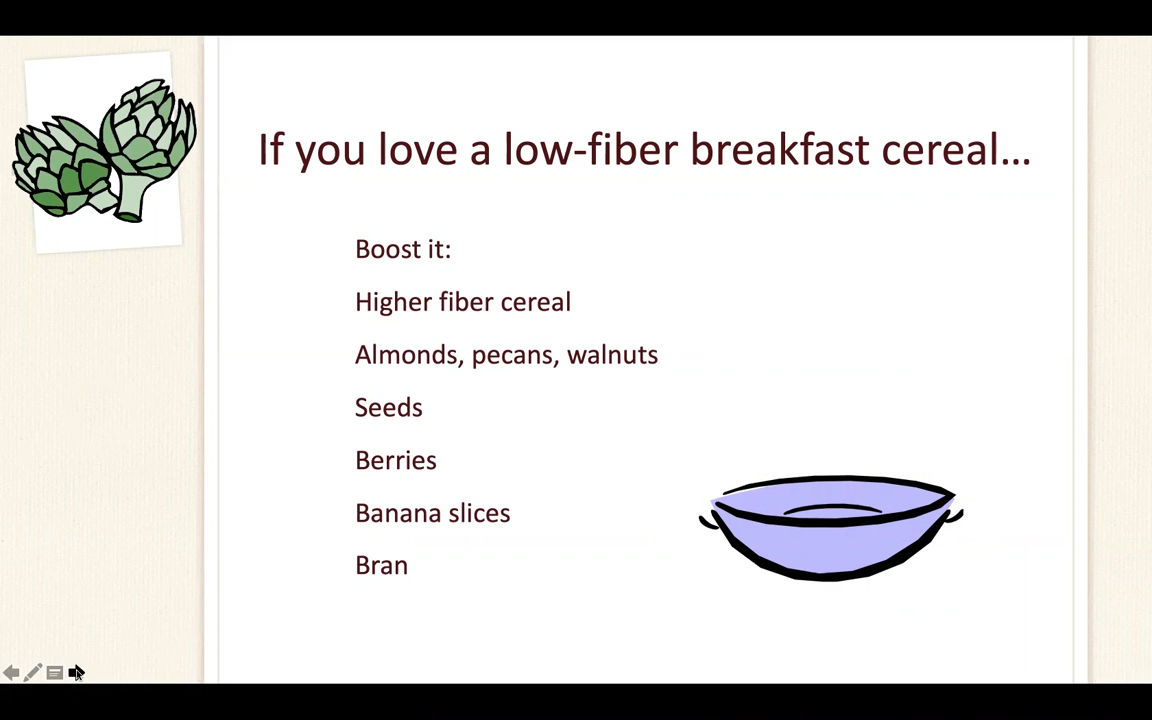 If you love a low-fiber breakfast cereal...
Boost it:
Higher fiber cereal
Almonds, pecans, walnuts
Seeds
Berries
Banana slices
Bran